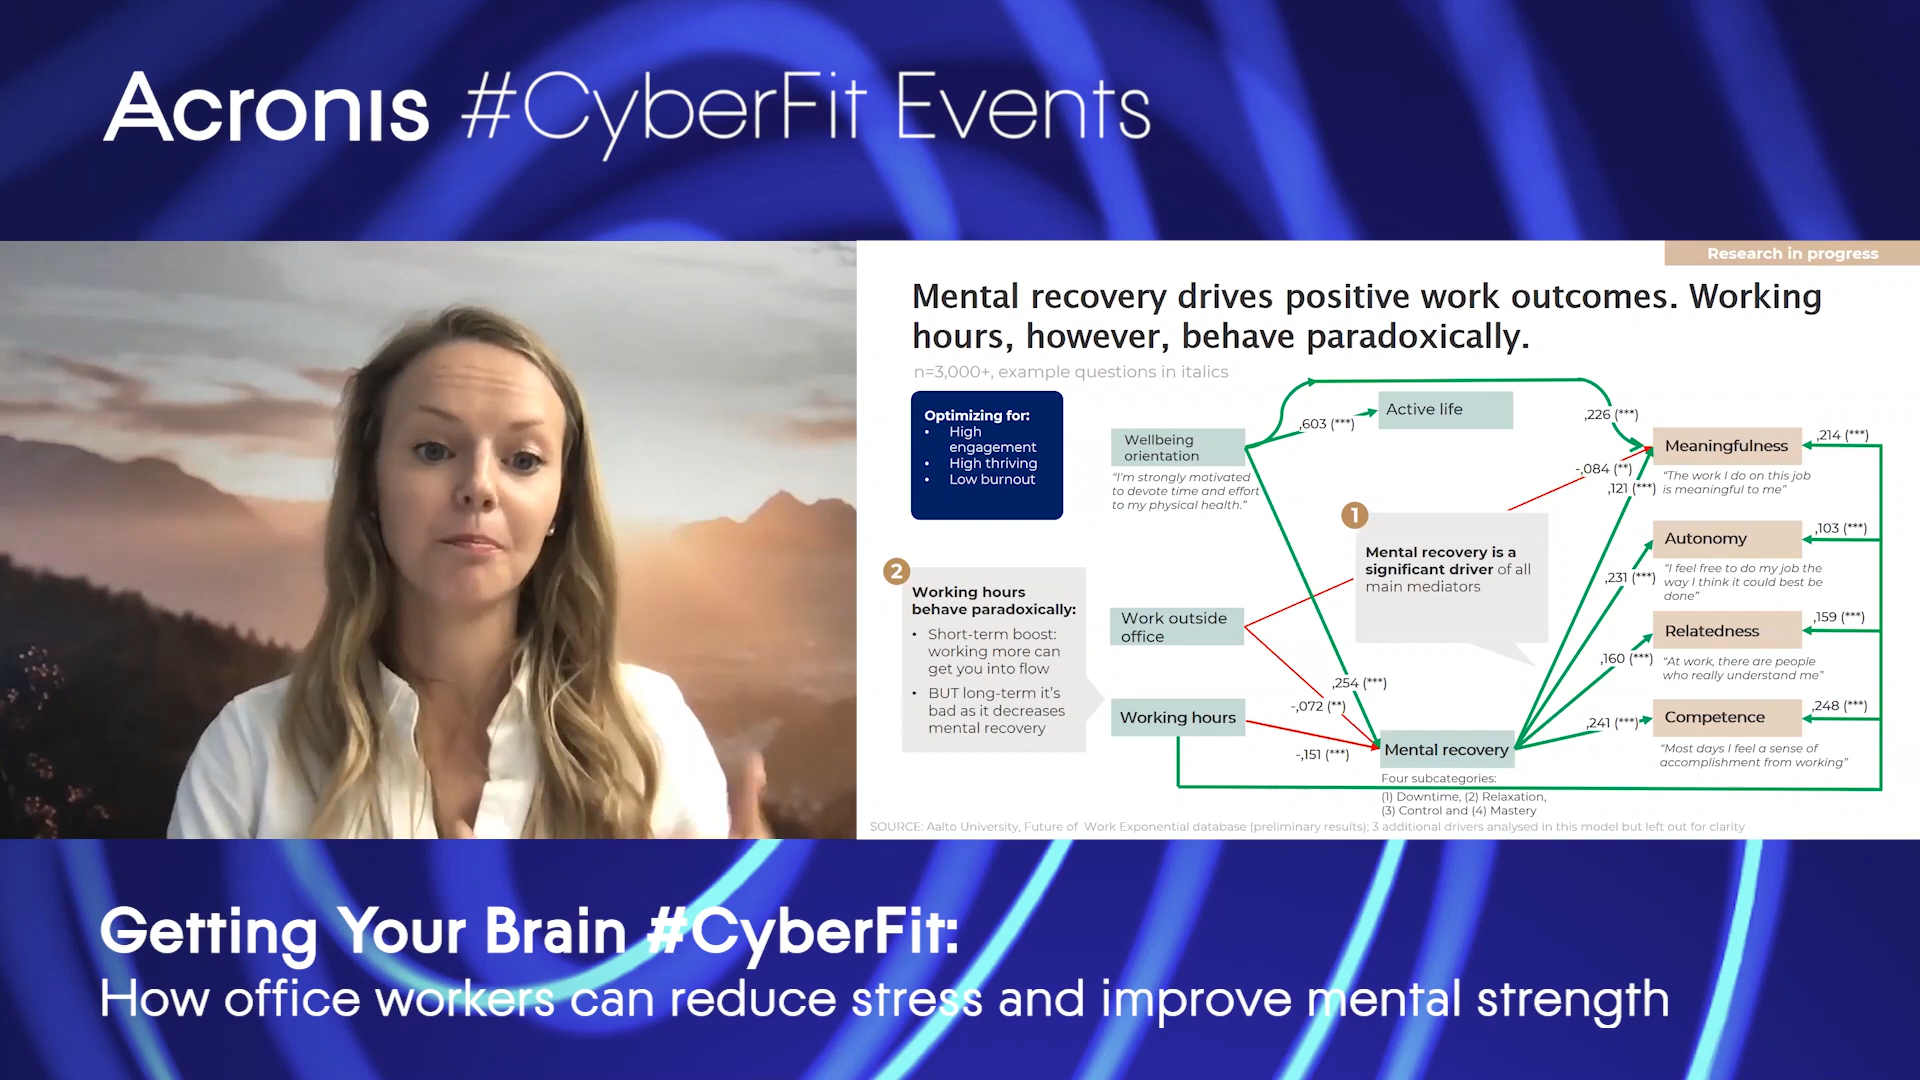 Acronis #CyberFit Events
Research in progress
Mental recovery drives positive work outcomes. Working
hours, however, behave paradoxically.
n=3,000+, example questions in italics
Optimizing for:
• High
engagement
• High thriving
• Low burnout
2
Working hours
behave paradoxically:
• Short-term boost:
working more can
get you into flow
• BUT long-term it's
bad as it decreases
mental recovery
Wellbeing
orientation
"I'm strongly motivated
to devote time and effort
to my physical health."
Work outside
office
Working hours
,603 (***)
Active life
1
Mental recovery is a
significant driver of all
main mediators
,254 (***)
-,072 (**)
-,151 (***)
Mental recovery
Four subcategories:
(1) Downtime, (2) Relaxation,
(3) Control and (4) Mastery
,226 (***)
-,084 (**)
,121 (***)
,231 (***)
,160 (***)
,241 (***)
Meaningfulness
,214 (***)
"The work I do on this job
is meaningful to me"
Autonomy
,103 (***)
"I feel free to do my job the
way I think it could best be
done"
Relatedness
,159 (***)
"At work, there are people
who really understand me"
Competence
,248 (***)
"Most days I feel a sense of
accomplishment from working"
SOURCE: Aalto University, Future of Work Exponential database (preliminary results); 3 additional drivers analysed in this model but left out for clarity
Getting Your Brain #CyberFit:
How office workers can reduce stress and improve mental strength